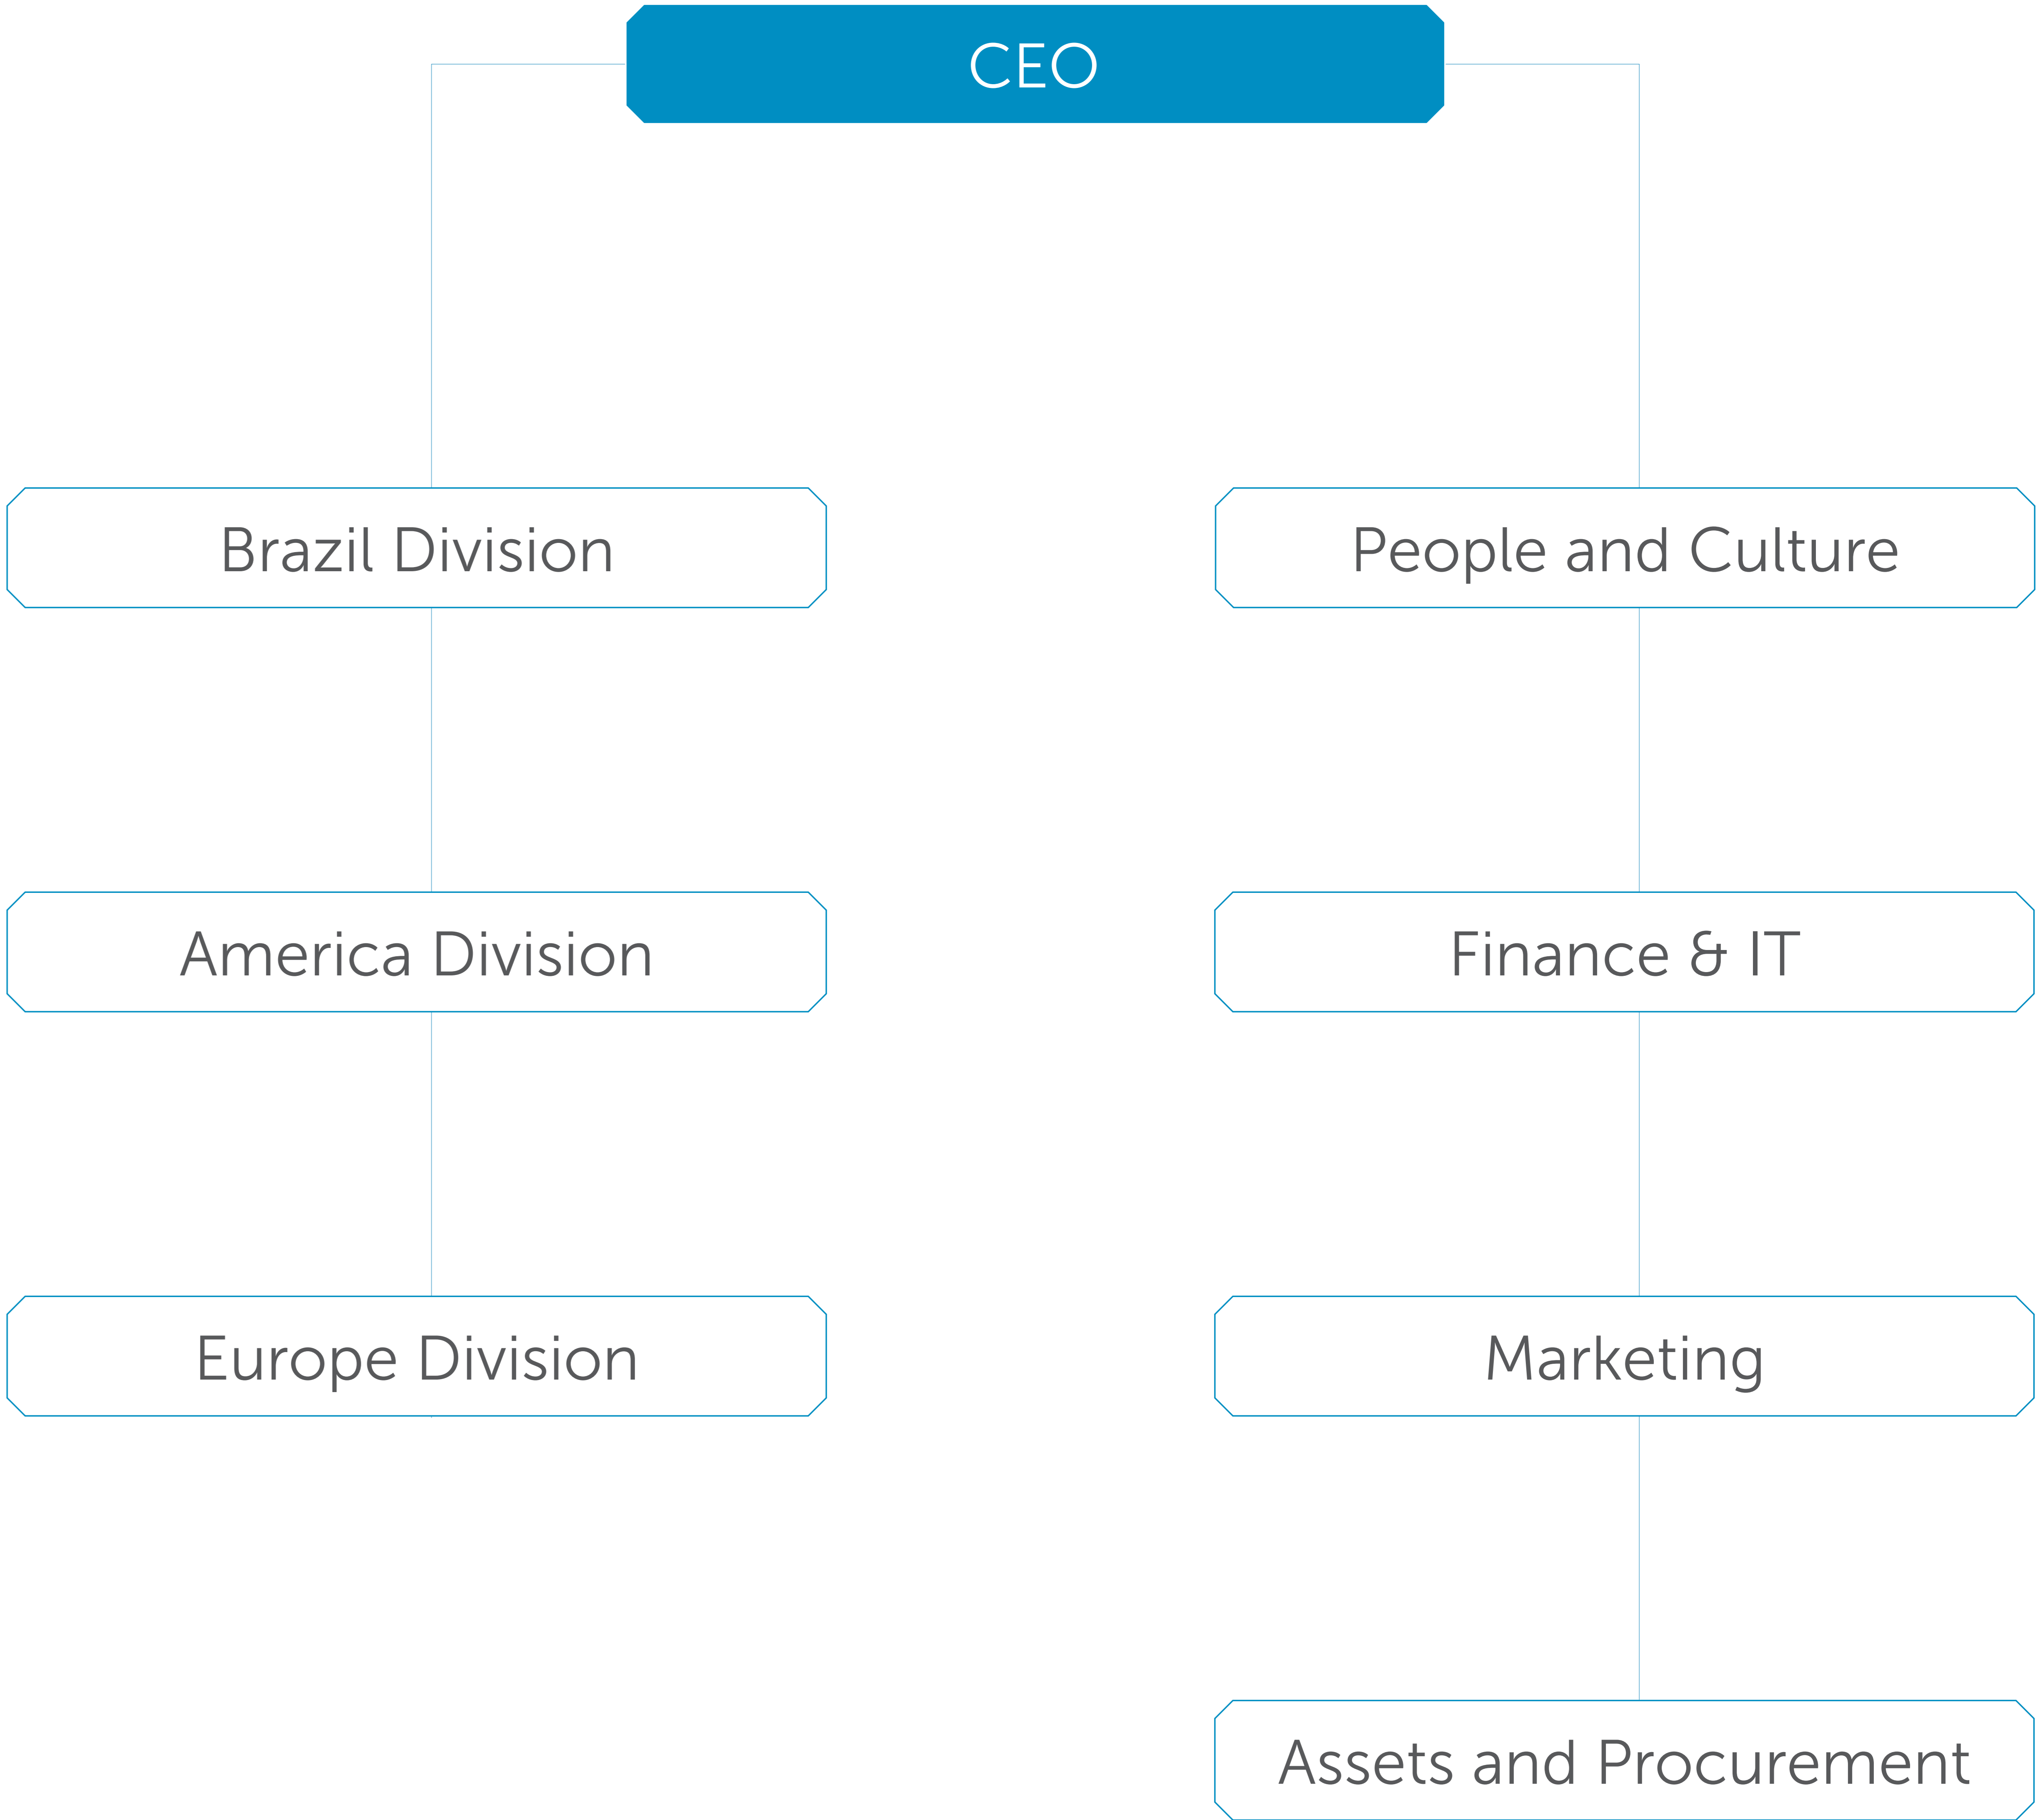 CEO
Brazil Division
People and Culture
America Division
Finance & IT
Europe Division
Marketing
Assets and Procurement